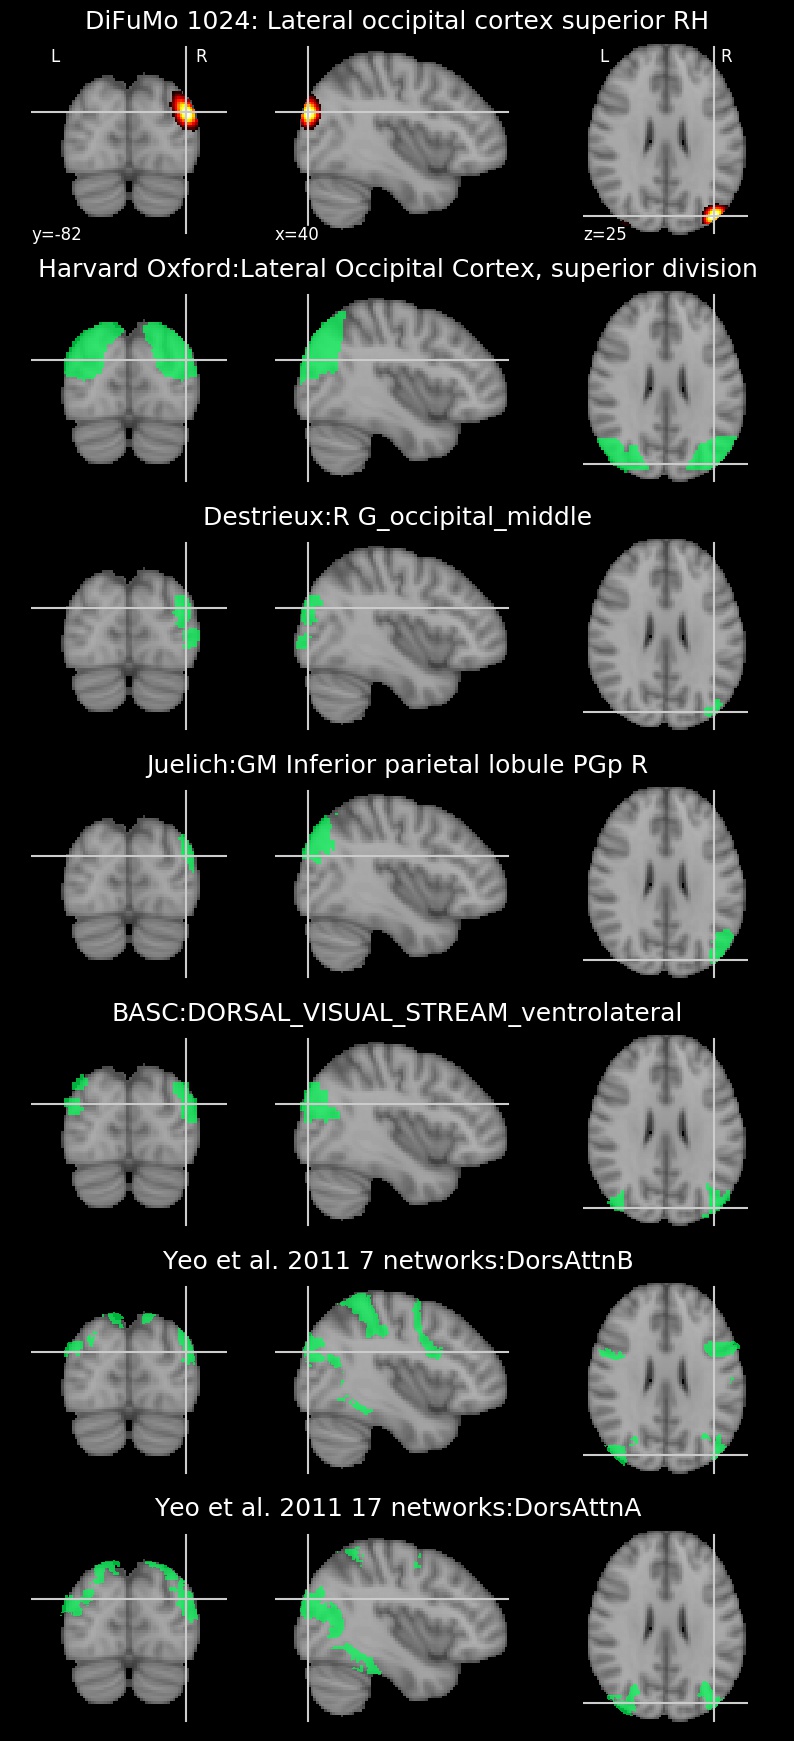 DiFuMo 1024: Lateral occipital cortex superior RH
L R L R
y=-82 x=40 z=25
Harvard Oxford:Lateral Occipital Cortex, superior division
Destrieux:R G_occipital_middle
Juelich:GM Inferior parietal lobule PGp R
BASC:DORSAL_VISUAL_STREAM_ventrolateral
Yeo et al. 2011 7 networks:DorsAttnB
Yeo et al. 2011 17 networks:DorsAttnA